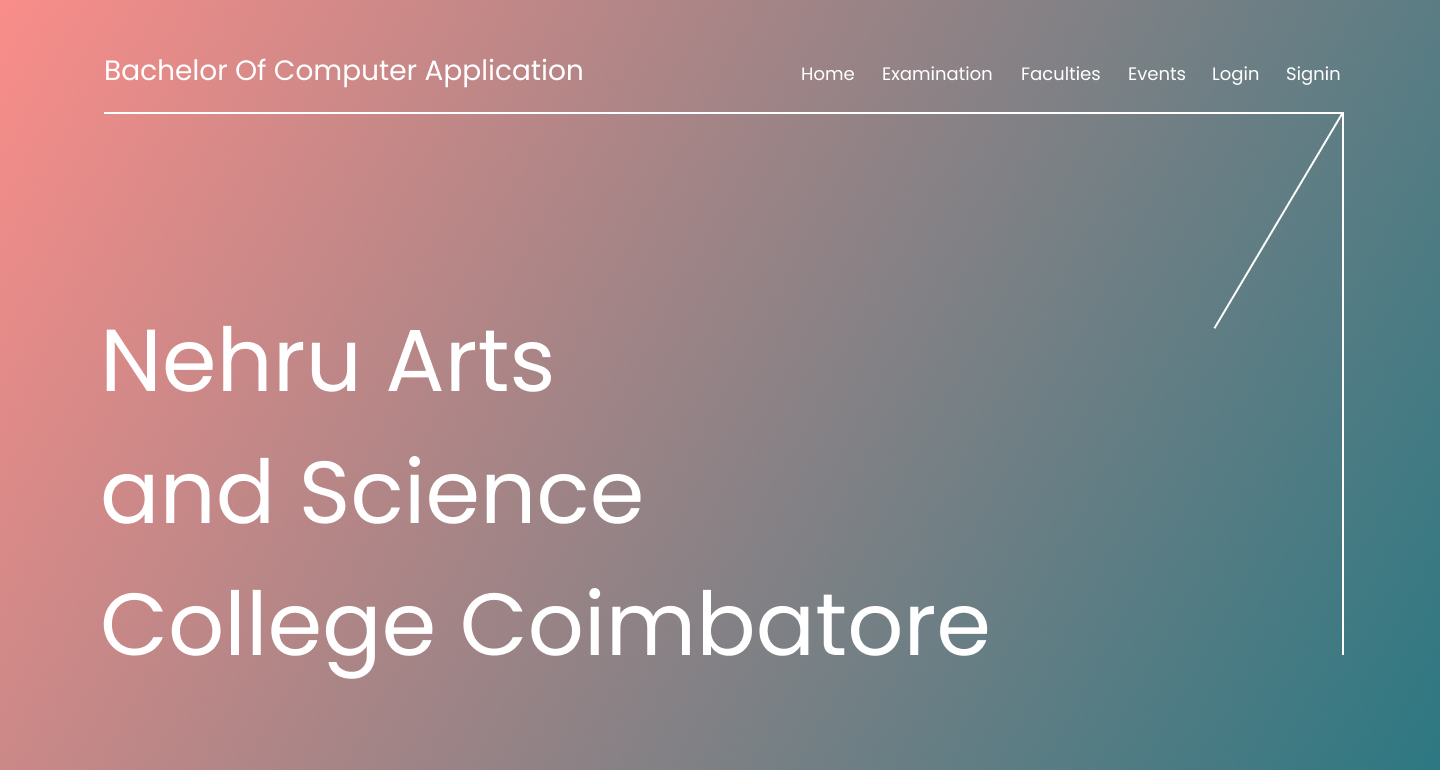 Bachelor Of Computer Application
Home Examination Faculties Events Login Signin
Nehru Arts
and Science
College Coimbatore